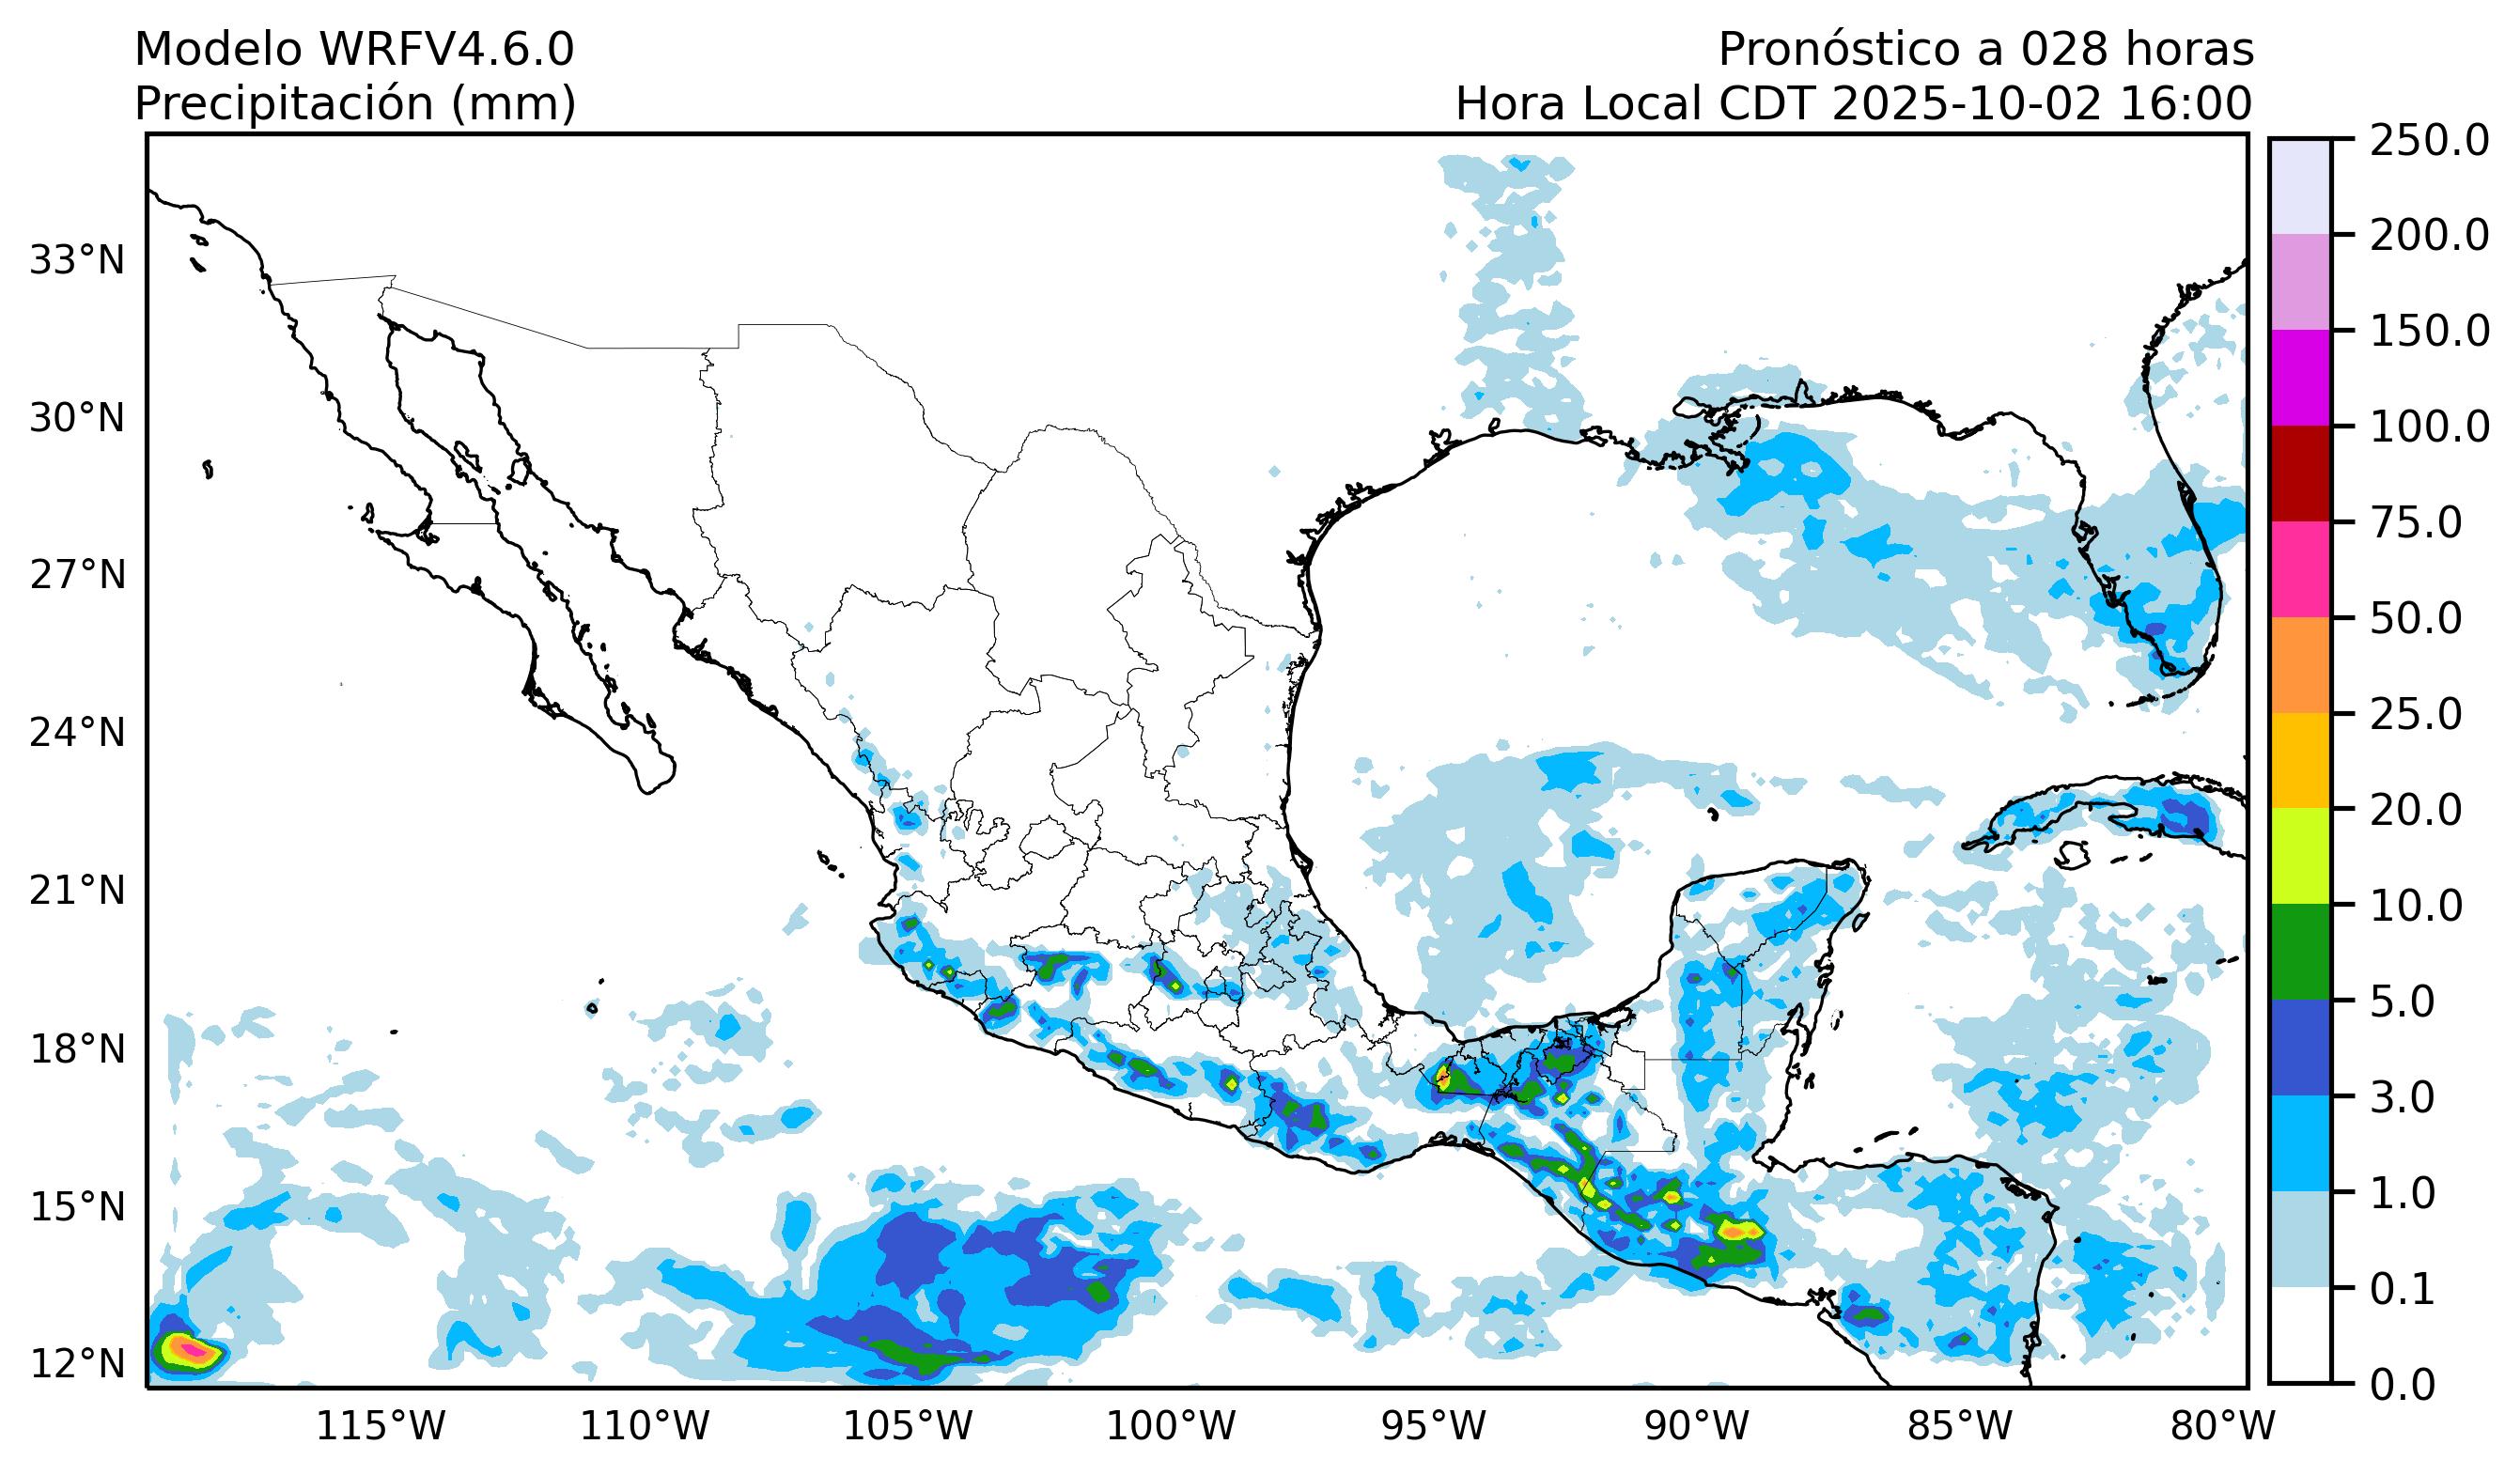 Modelo WRFV4.6.0
Precipitación (mm)
Pronóstico a 028 horas
Hora Local CDT 2025-10-02 16:00
33°N
30°N
27°N
24°N
21°N
18°N
15°N
12°N
115°W
110°W
105°W
100°W
95°W
90°W
85°W
80°W
250.0
200.0
150.0
100.0
75.0
50.0
25.0
20.0
10.0
5.0
3.0
1.0
0.1
0.0